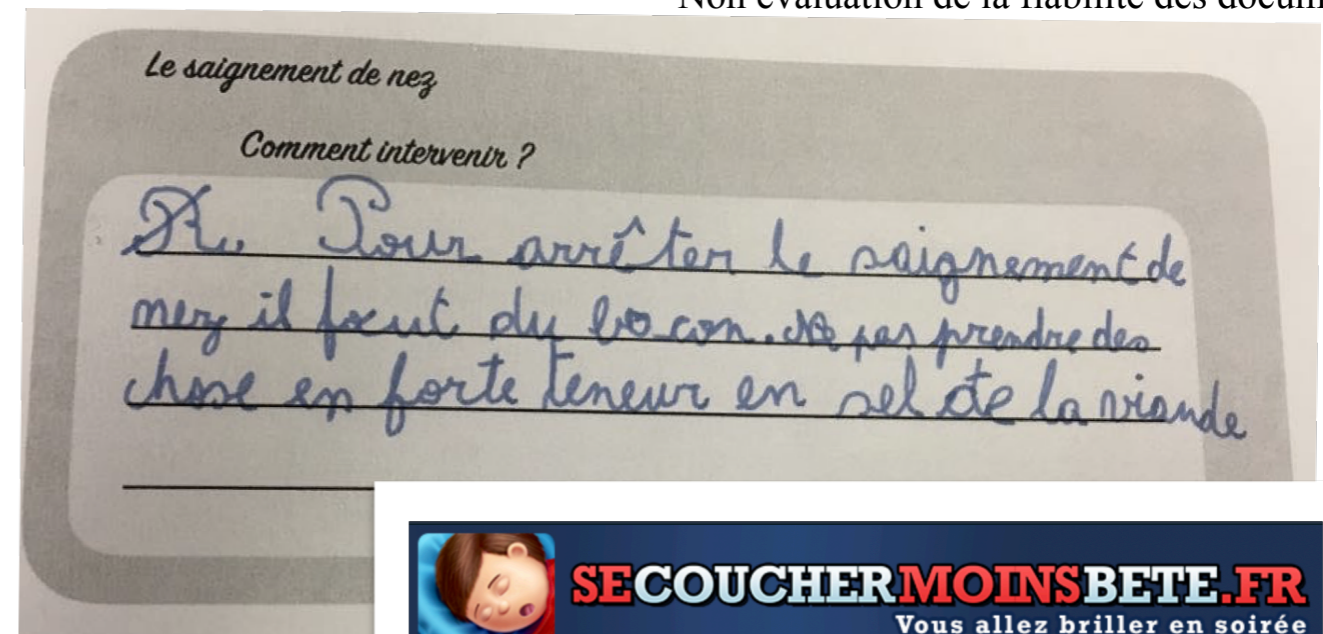 Non évaluation de la fiabilité des docum
Le saignement de nez
Comment intervenir ?
R. Pour arrêter le saignement de
nez il faut du bacon. Ne pas prendre des
chose en forte teneur en sel de la viande
SECOUCHERMOINSBETE.FR
Vous allez briller en soirée